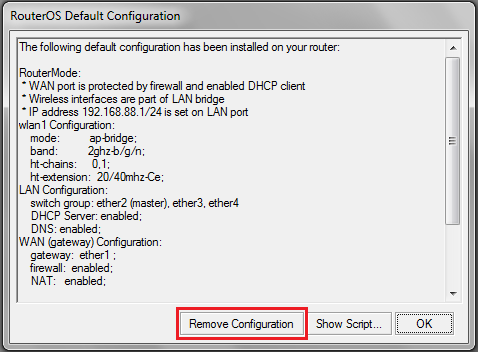 RouterOS Default Configuration
The following default configuration has been installed on your router:
RouterMode:
* WAN port is protected by firewall and enabled DHCP client
* Wireless interfaces are part of LAN bridge
* IP address 192.168.88.1/24 is set on LAN port
wlan1 Configuration:
mode: ap-bridge;
band: 2ghz-b/g/n;
ht-chains: 0,1;
ht-extension: 20/40mhz-Ce;
LAN Configuration:
switch group: ether2 (master), ether3, ether4
DHCP Server: enabled;
DNS: enabled;
WAN (gateway) Configuration:
gateway: ether1 ;
firewall: enabled;
NAT: enabled;
Remove Configuration Show Script... OK